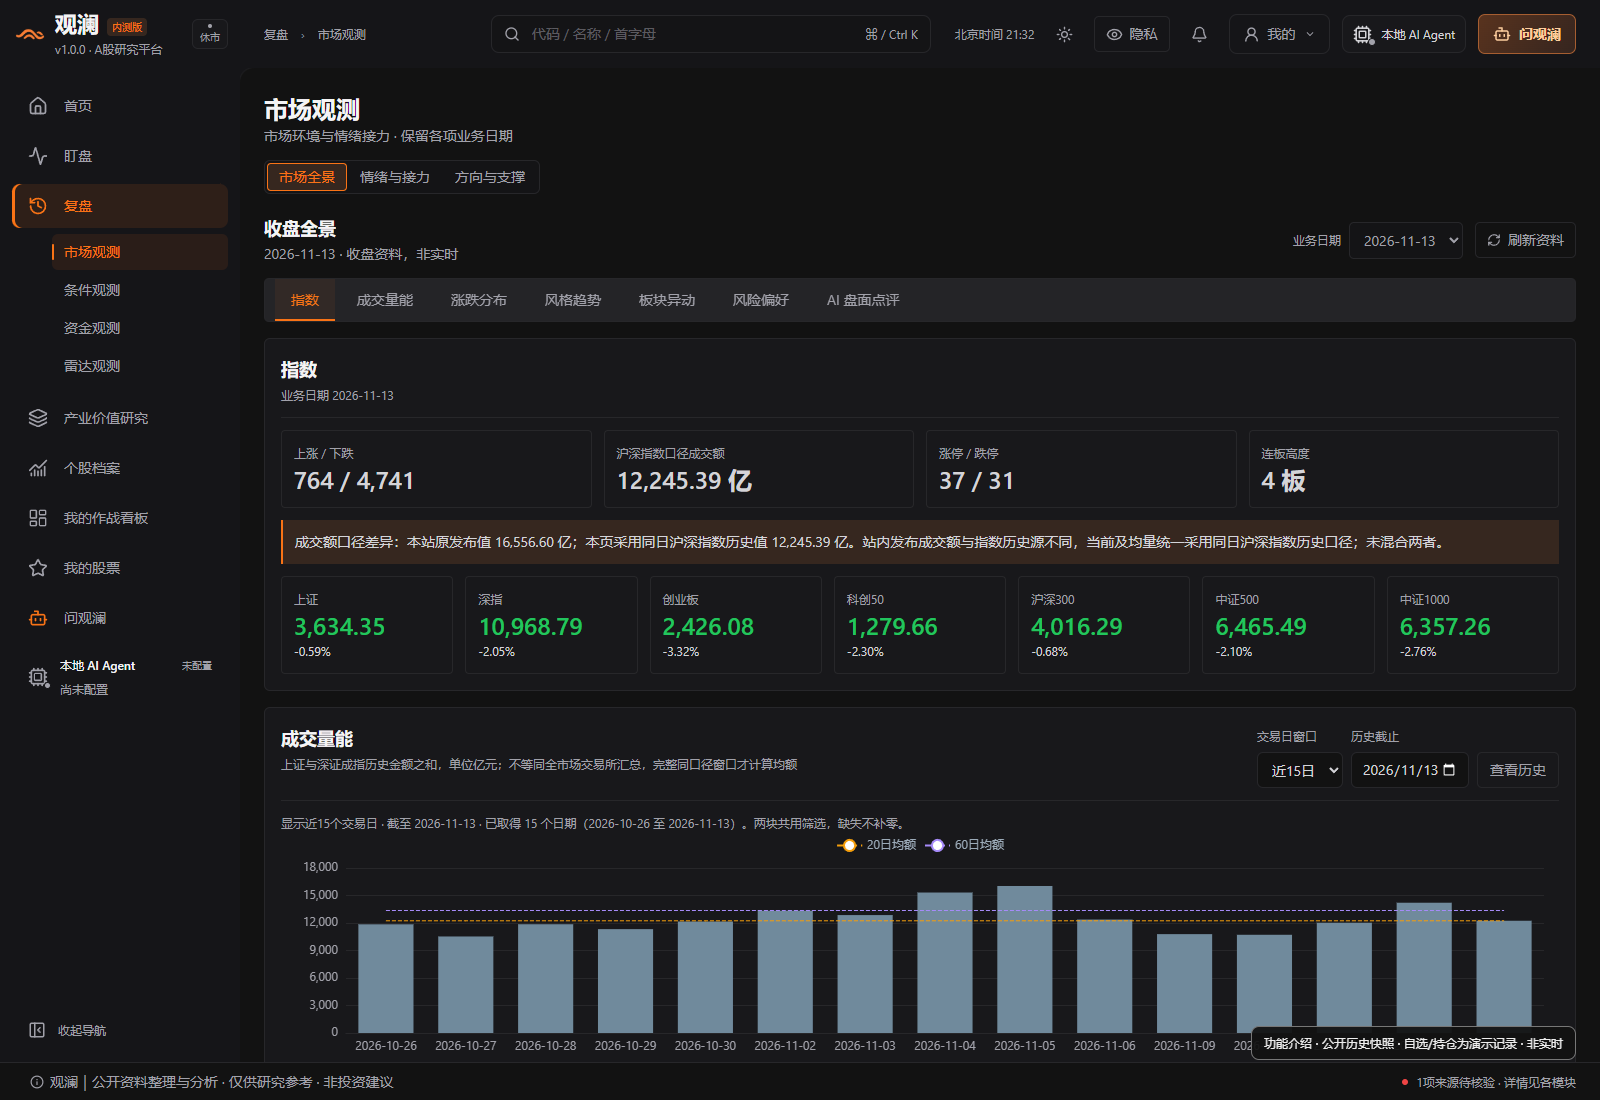 观澜 内测版
v1.0.0 · A股研究平台
休市
复盘 › 市场观测
代码 / 名称 / 首字母
⌘ / Ctrl K
北京时间 21:32
隐私
我的
本地 AI Agent
问观澜
首页
盯盘
复盘
市场观测
条件观测
资金观测
雷达观测
产业价值研究
个股档案
我的作战看板
我的股票
问观澜
本地 AI Agent 未配置
尚未配置
收起导航
市场观测
市场环境与情绪接力 · 保留各项业务日期
市场全景 情绪与接力 方向与支撑
收盘全景
2026-11-13 · 收盘资料，非实时
业务日期 2026-11-13 刷新资料
指数 成交量能 涨跌分布 风格趋势 板块异动 风险偏好 AI 盘面点评
指数
业务日期 2026-11-13
上涨 / 下跌
764 / 4,741
沪深指数口径成交额
12,245.39 亿
涨停 / 跌停
37 / 31
连板高度
4 板
成交额口径差异：本站原发布值 16,556.60 亿；本页采用同日沪深指数历史值 12,245.39 亿。站内发布成交额与指数历史源不同，当前及均量统一采用同日沪深指数历史口径；未混合两者。
上证
3,634.35
-0.59%
深指
10,968.79
-2.05%
创业板
2,426.08
-3.32%
科创50
1,279.66
-2.30%
沪深300
4,016.29
-0.68%
中证500
6,465.49
-2.10%
中证1000
6,357.26
-2.76%
成交量能
上证与深证成指历史金额之和，单位亿元；不等同全市场交易所汇总，完整同口径窗口才计算均额
交易日窗口 历史截止
近15日 2026/11/13 查看历史
显示近15个交易日 · 截至 2026-11-13 · 已取得 15 个日期（2026-10-26 至 2026-11-13）。两块共用筛选，缺失不补零。
20日均额 60日均额
18,000
15,000
12,000
9,000
6,000
3,000
0
2026-10-26 2026-10-27 2026-10-28 2026-10-29 2026-10-30 2026-11-02 2026-11-03 2026-11-04 2026-11-05 2026-11-06 2026-11-09 202
功能介绍 · 公开历史快照 · 自选/持仓为演示记录 · 非实时
观澜 | 公开资料整理与分析 · 仅供研究参考 · 非投资建议
1项来源待核验 · 详情见各模块